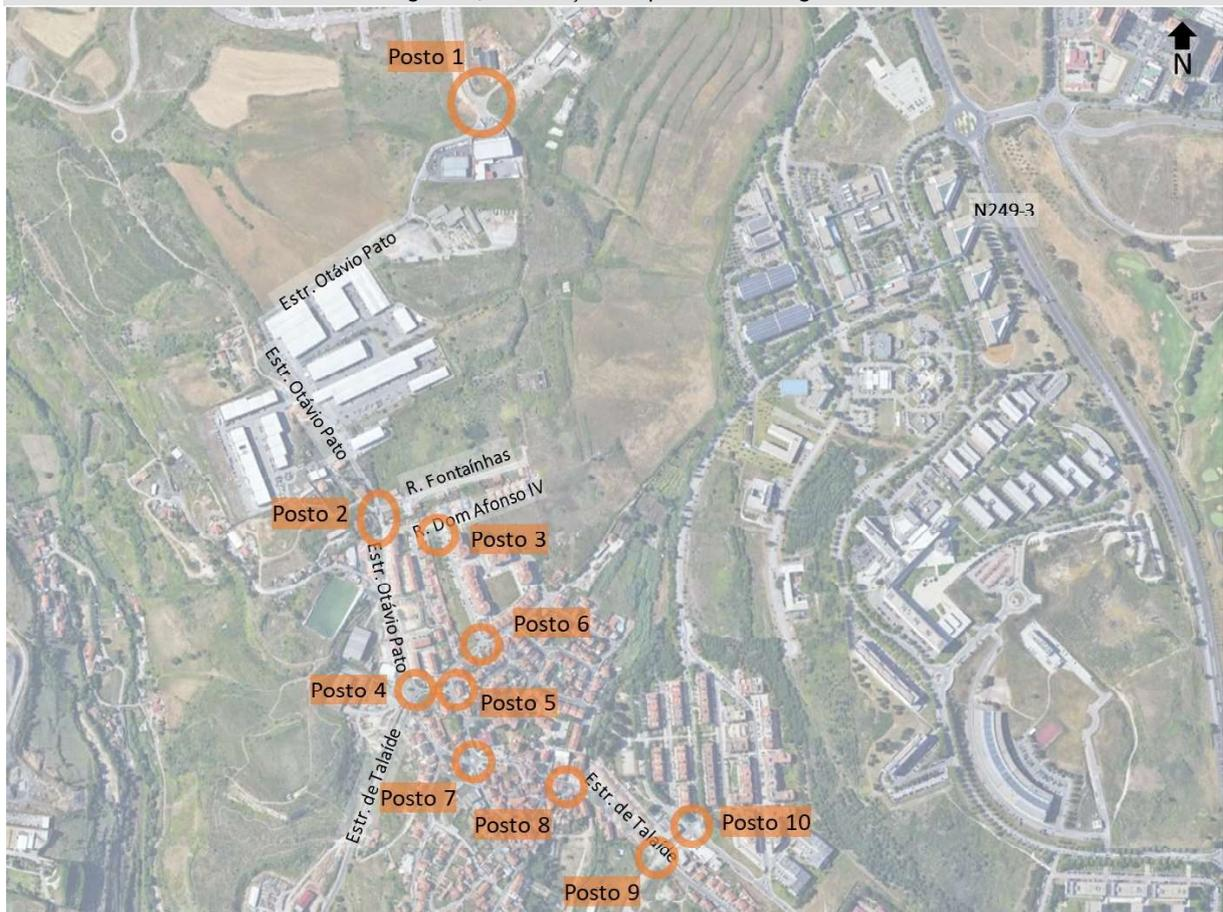 Posto 1
N
N249-3
Estr. Otávio Pato
Estr. Otávio Pato
R. Fontaínhas
R. Dom Afonso IV
Posto 2
Posto 3
Estr. Otávio Pato
Posto 6
Posto 4
Posto 5
Estr. de Talaíde
Posto 7
Estr. de Talaíde
Posto 8
Posto 10
Posto 9